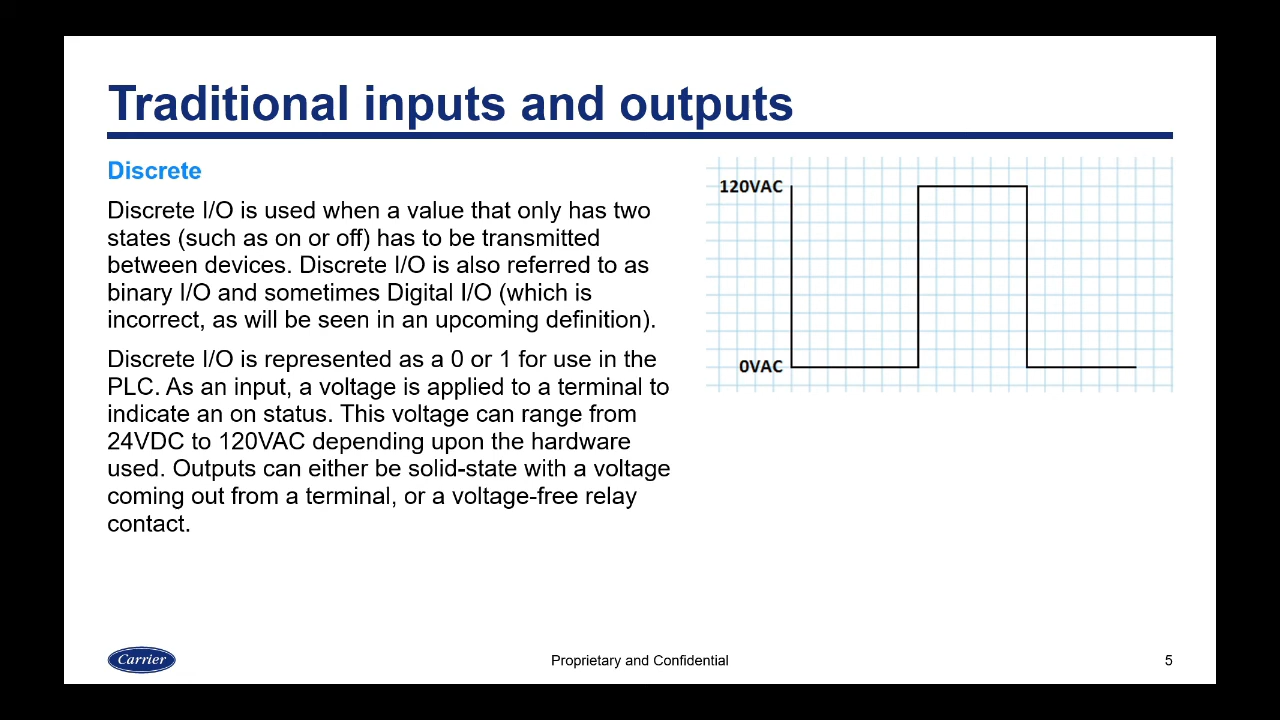 Traditional inputs and outputs
Discrete
Discrete I/O is used when a value that only has two
states (such as on or off) has to be transmitted
between devices. Discrete I/O is also referred to as
binary I/O and sometimes Digital I/O (which is
incorrect, as will be seen in an upcoming definition).
Discrete I/O is represented as a 0 or 1 for use in the
PLC. As an input, a voltage is applied to a terminal to
indicate an on status. This voltage can range from
24VDC to 120VAC depending upon the hardware
used. Outputs can either be solid-state with a voltage
coming out from a terminal, or a voltage-free relay
contact.
120VAC
0VAC
Carrier
Proprietary and Confidential
5